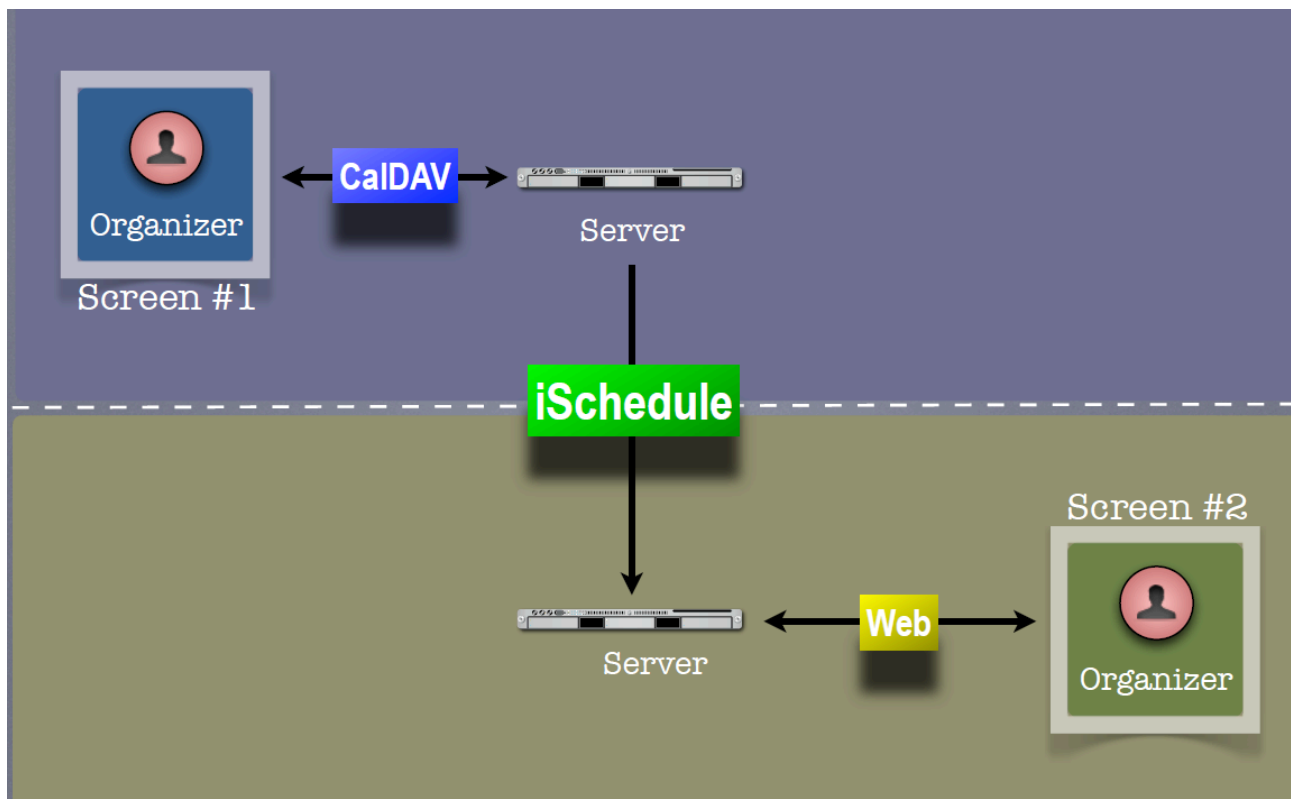 CalDAV
Organizer
Server
Screen #1
iSchedule
Screen #2
Server
Web
Organizer